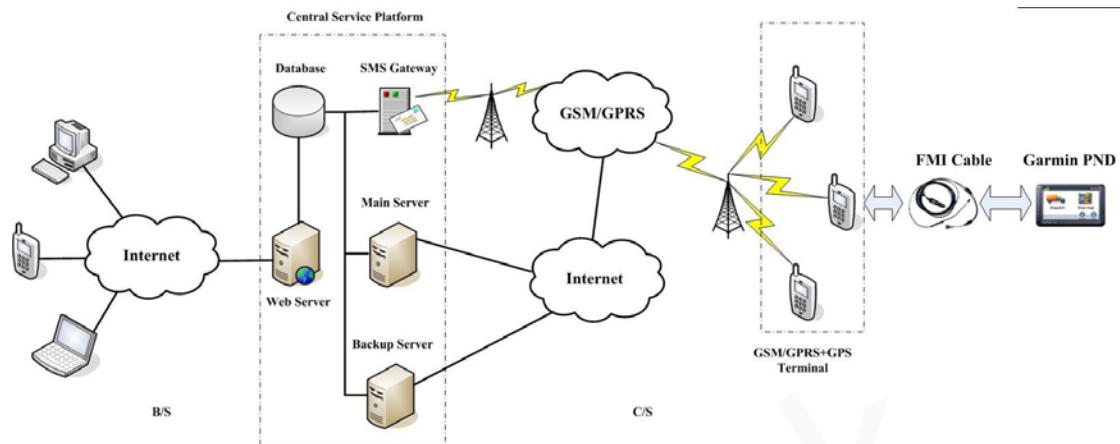 Central Service Platform
Database
SMS Gateway
GSM/GPRS
FMI Cable
Garmin PND
Main Server
Internet
Internet
Web Server
Backup Server
GSM/GPRS+GPS
Terminal
B/S
C/S